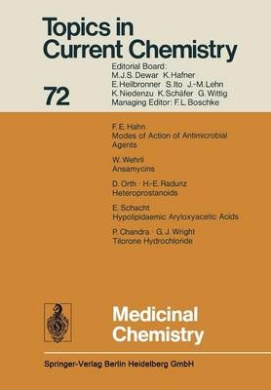 Topics in
Current Chemistry
72
Editorial Board:
M.J.S. Dewar K. Hafner
E. Heilbronner S. Ito J.-M. Lehn
K. Niedenzu K. Schäfer G. Wittig
Managing Editor: F.L. Boschke
F. E. Hahn
Modes of Action of Antimicrobial
Agents
W. Wehrli
Ansamycins
D. Orth · H.-E. Radunz
Heteroprostanoids
E. Schacht
Hypolipidaemic Aryloxyacetic Acids
P. Chandra · G. J. Wright
Tilorone Hydrochloride
Medicinal
Chemistry
Springer-Verlag Berlin Heidelberg GmbH